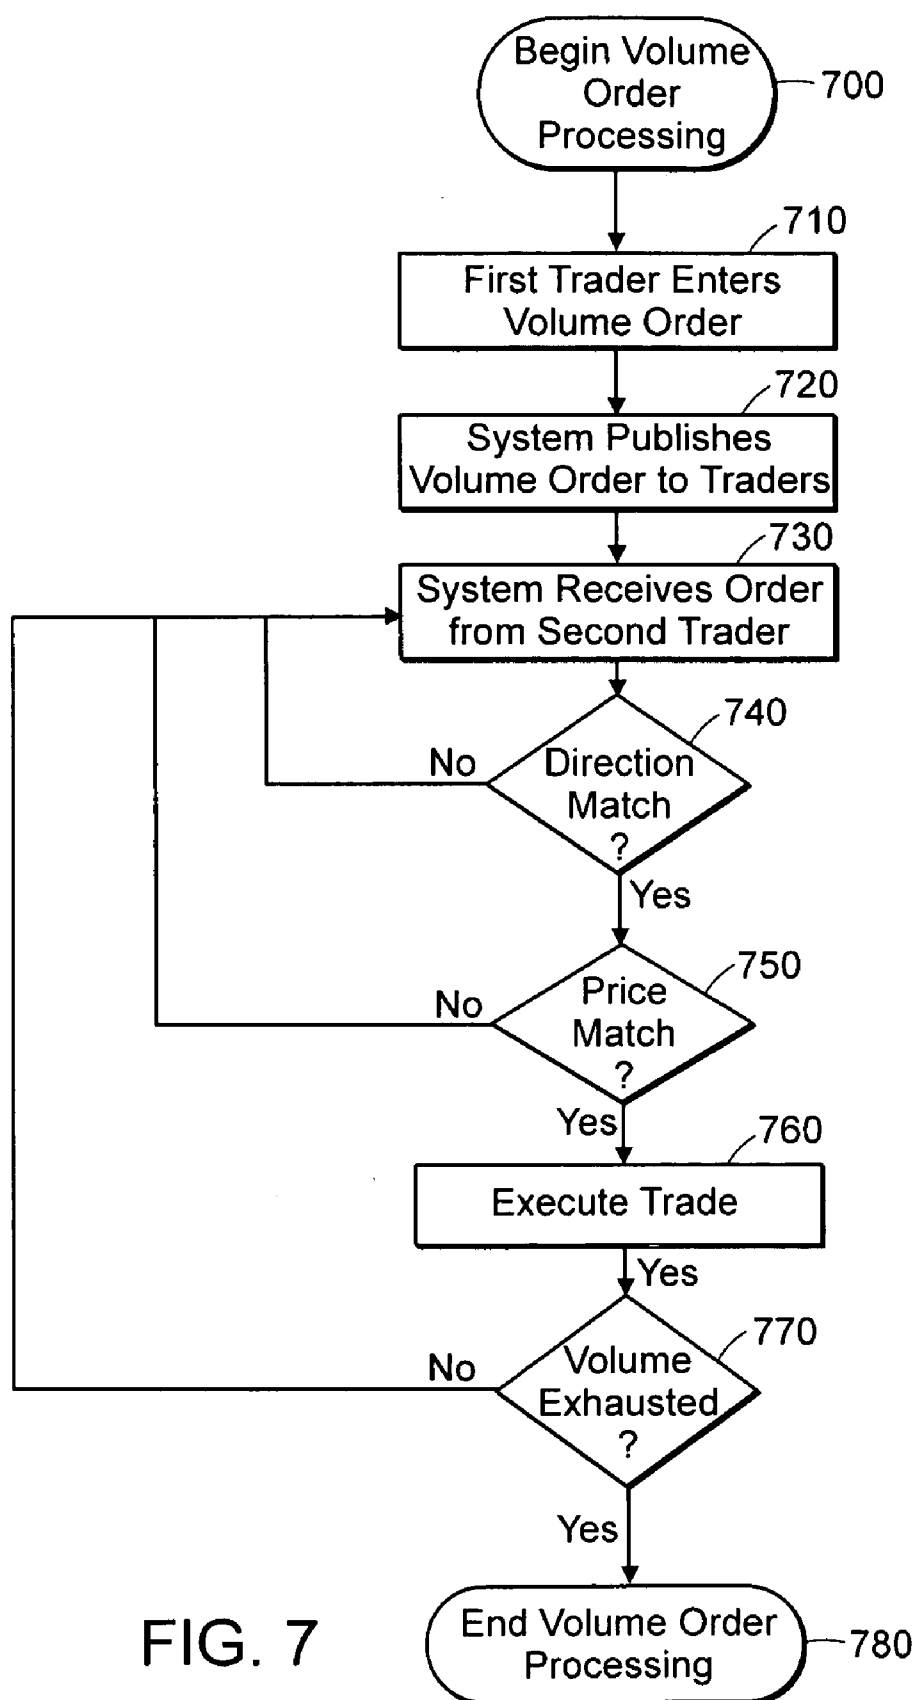 Begin Volume
Order
Processing
700
710
First Trader Enters
Volume Order
720
System Publishes
Volume Order to Traders
730
System Receives Order
from Second Trader
740
No
Direction
Match
?
Yes
750
No
Price
Match
?
Yes
760
Execute Trade
Yes
770
No
Volume
Exhausted
?
Yes
End Volume Order
Processing
780
FIG. 7